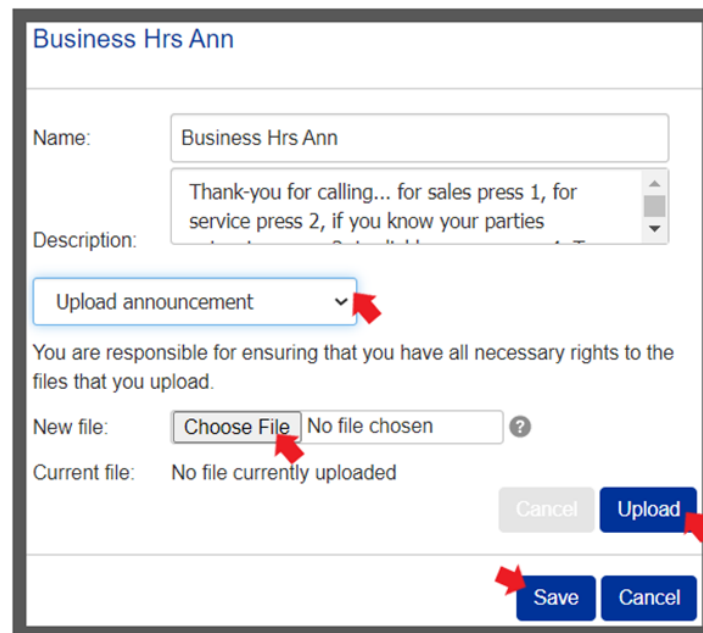 Business Hrs Ann
Name:
Business Hrs Ann
Description:
Thank-you for calling... for sales press 1, for
service press 2, if you know your parties
Upload announcement
You are responsible for ensuring that you have all necessary rights to the
files that you upload.
New file:
Choose File No file chosen
Current file:
No file currently uploaded
Cancel Upload
Save Cancel